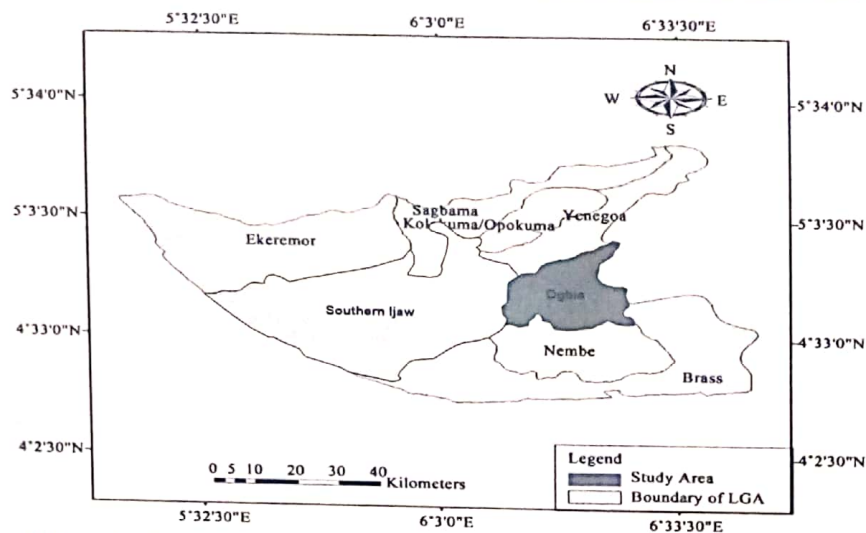 5°32'30"E 6°3'0"E 6°33'30"E
N
W E
S
5°34'0"N 5°34'0"N
5°3'30"N 5°3'30"N
Sagbama
Yenegoa
Ekeremor
Southern Ijaw
Ogbia
4°33'0"N 4°33'0"N
Nembe
Brass
4°2'30"N 4°2'30"N
0 5 10 20 30 40
Kilometers
Legend
Study Area
Boundary of LGA
5°32'30"E 6°3'0"E 6°33'30"E